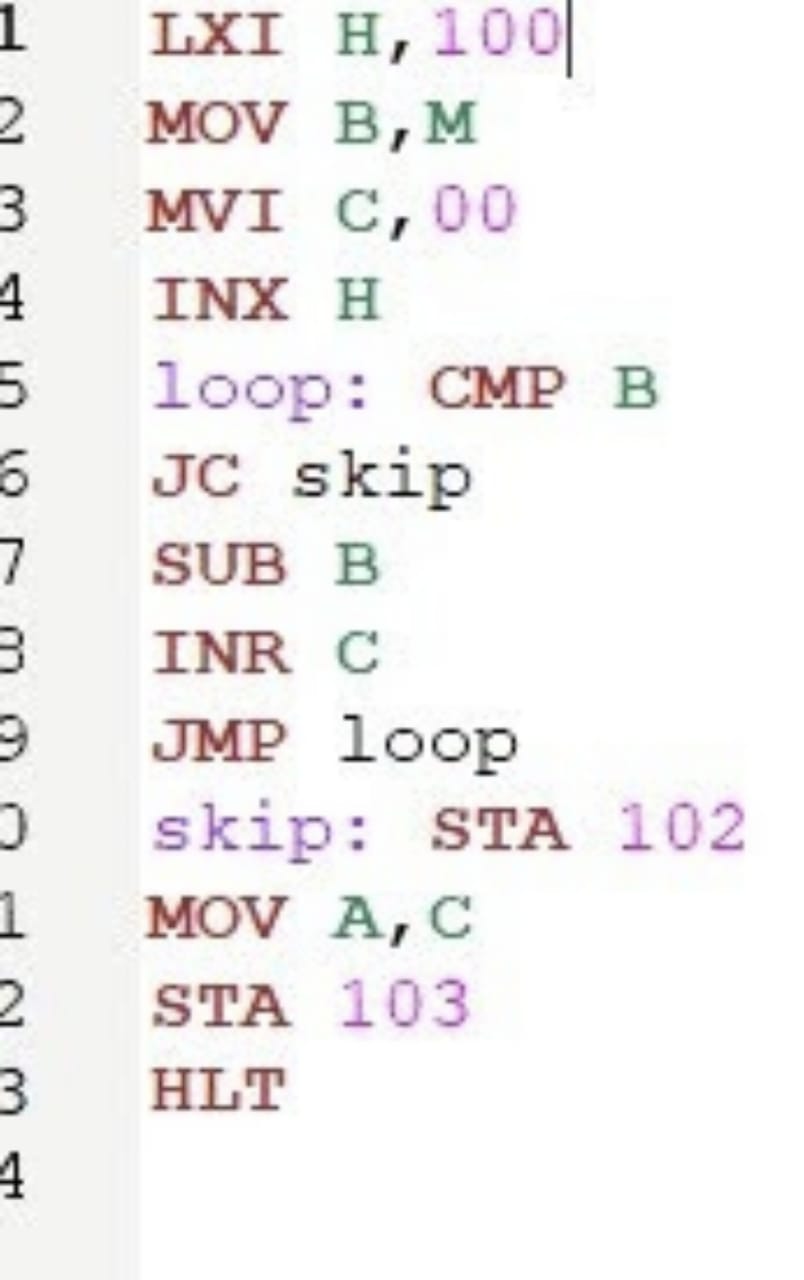 1 LXI H,100
2 MOV B,M
3 MVI C,00
4 INX H
5 loop: CMP B
6 JC skip
7 SUB B
8 INR C
9 JMP loop
0 skip: STA 102
1 MOV A,C
2 STA 103
3 HLT
4